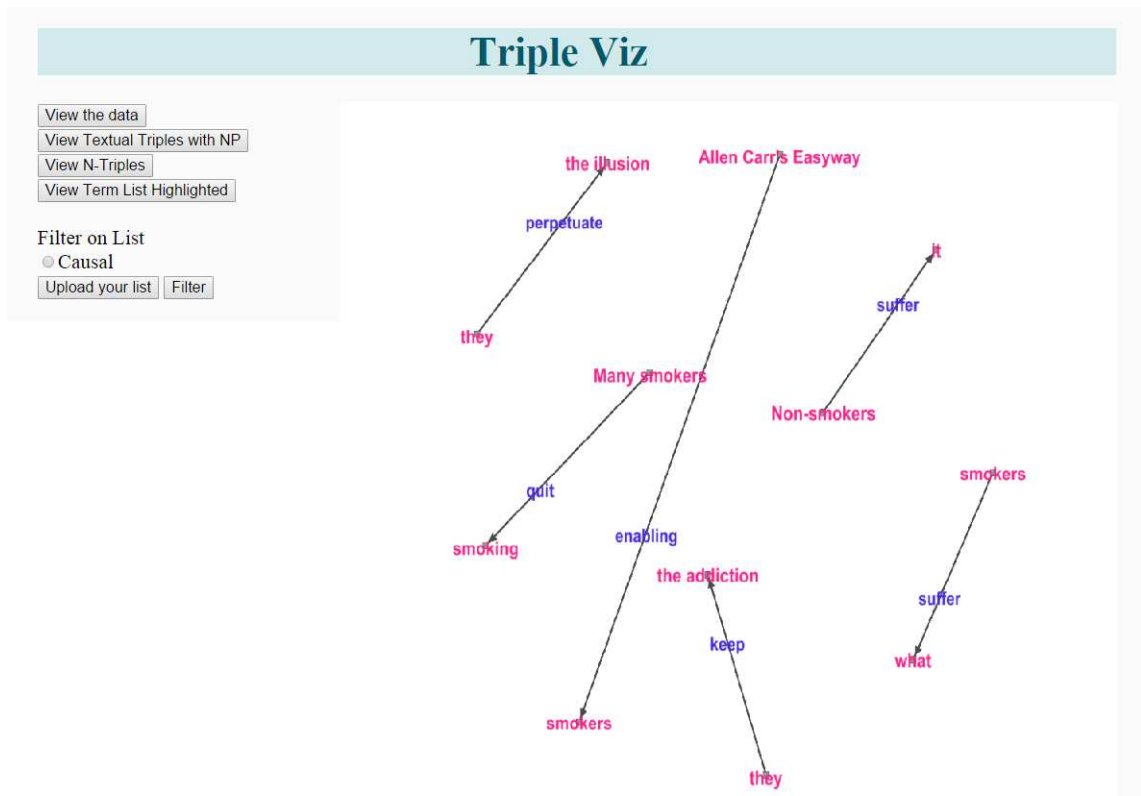 Triple Viz
View the data
View Textual Triples with NP
View N-Triples
View Term List Highlighted
Filter on List
Causal
Upload your list Filter
the illusion
Allen Carr's Easyway
perpetuate
it
suffer
they
Many smokers
Non-smokers
smokers
quit
enabling
smoking
the addiction
suffer
keep
what
smokers
they